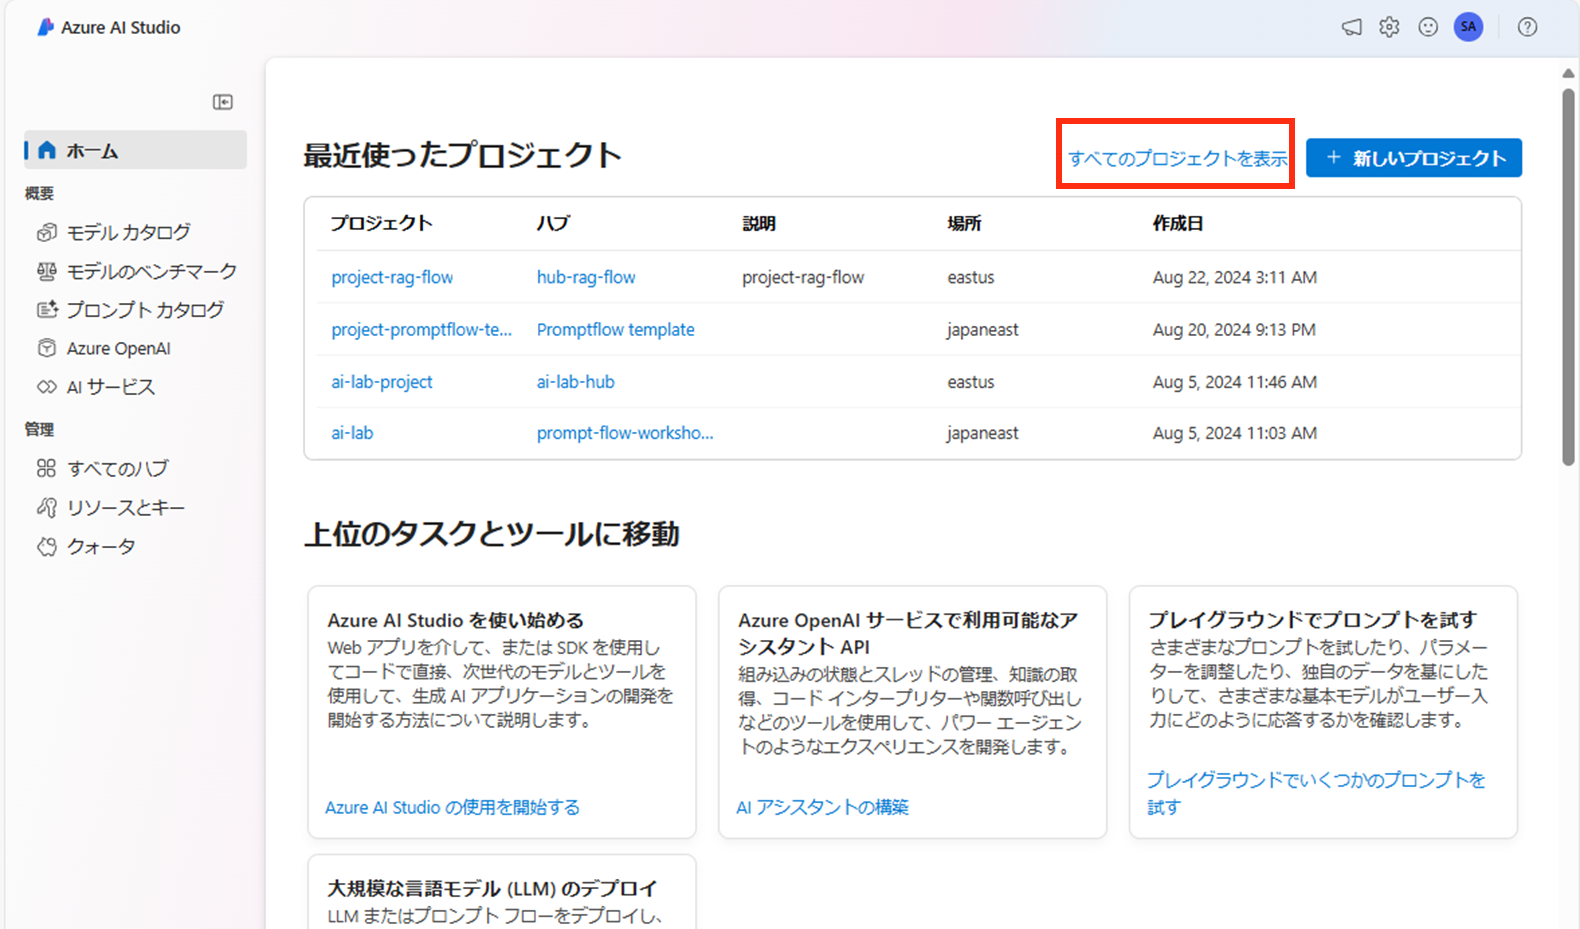 Azure AI Studio
SA
ホーム
概要
モデル カタログ
モデルのベンチマーク
プロンプト カタログ
Azure OpenAI
AI サービス
管理
すべてのハブ
リソースとキー
クォータ
最近使ったプロジェクト
すべてのプロジェクトを表示
+ 新しいプロジェクト
プロジェクト ハブ 説明 場所 作成日
project-rag-flow hub-rag-flow project-rag-flow eastus Aug 22, 2024 3:11 AM
project-promptflow-te... Promptflow template japaneast Aug 20, 2024 9:13 PM
ai-lab-project ai-lab-hub eastus Aug 5, 2024 11:46 AM
ai-lab prompt-flow-worksho... japaneast Aug 5, 2024 11:03 AM
上位のタスクとツールに移動
Azure AI Studio を使い始める
Web アプリを介して、または SDK を使用し
てコードで直接、次世代のモデルとツールを
使用して、生成 AI アプリケーションの開発を
開始する方法について説明します。
Azure AI Studio の使用を開始する
Azure OpenAI サービスで利用可能なア
シスタント API
組み込みの状態とスレッドの管理、知識の取
得、コード インタープリターや関数呼び出し
などのツールを使用して、パワー エージェン
トのようなエクスペリエンスを開発します。
AI アシスタントの構築
プレイグラウンドでプロンプトを試す
さまざまなプロンプトを試したり、パラメー
ターを調整したり、独自のデータを基にした
りして、さまざまな基本モデルがユーザー入
力にどのように応答するかを確認します。
プレイグラウンドでいくつかのプロンプトを
試す
大規模な言語モデル (LLM) のデプロイ
LLM またはプロンプト フローをデプロイし、